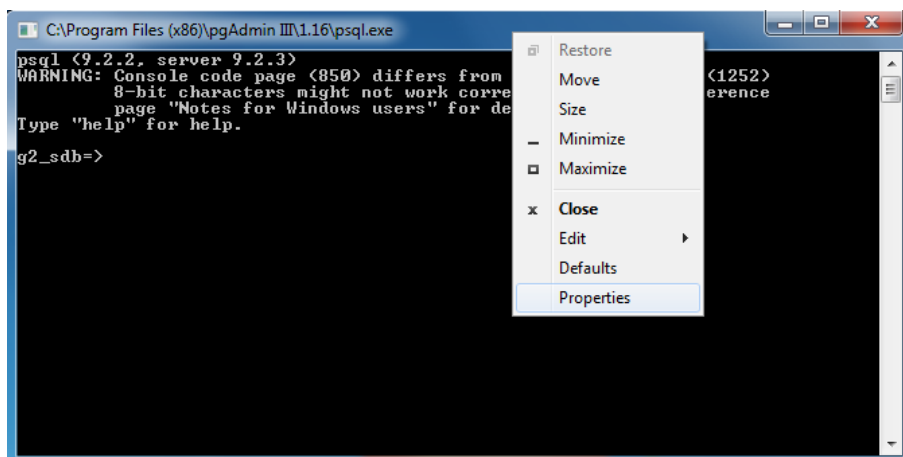 C:\Program Files (x86)\pgAdmin III\1.16\psql.exe
psql (9.2.2, server 9.2.3)
WARNING: Console code page (850) differs from (1252)
8-bit characters might not work corre erence
page "Notes for Windows users" for de
Type "help" for help.
g2_sdb=>
Restore
Move
Size
Minimize
Maximize
x Close
Edit
Defaults
Properties